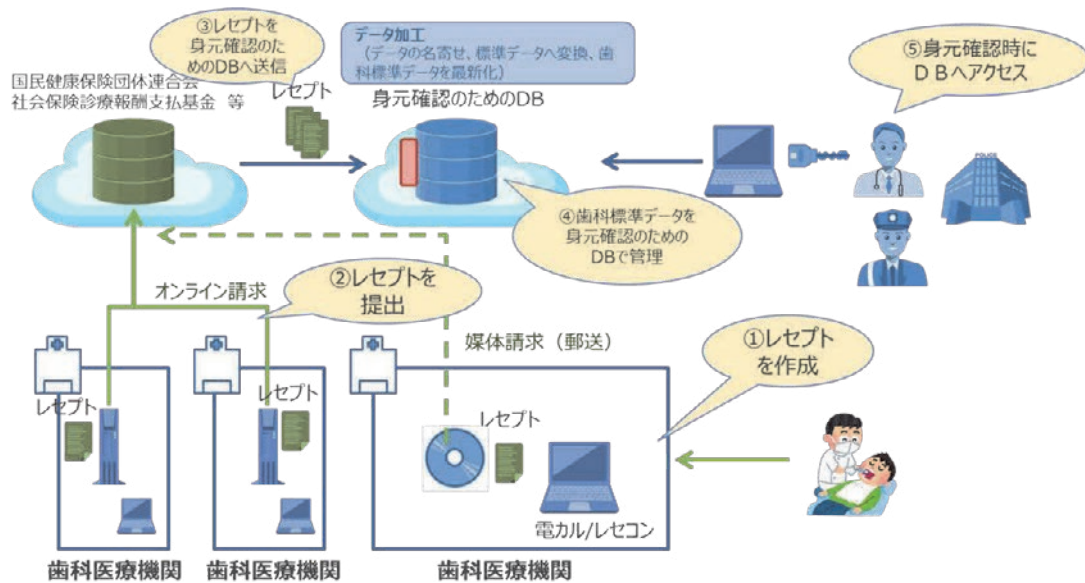 ③レセプトを
身元確認のた
めのDBへ送信
データ加工
（データの名寄せ、標準データへ変換、歯
科標準データを最新化）
⑤身元確認時に
ＤＢへアクセス
国民健康保険団体連合会
社会保険診療報酬支払基金 等
レセプト
身元確認のためのDB
④歯科標準データを
身元確認のための
DBで管理
②レセプトを
提出
オンライン請求
媒体請求（郵送）
①レセプト
を作成
レセプト
レセプト
レセプト
電カル/レセコン
歯科医療機関
歯科医療機関
歯科医療機関